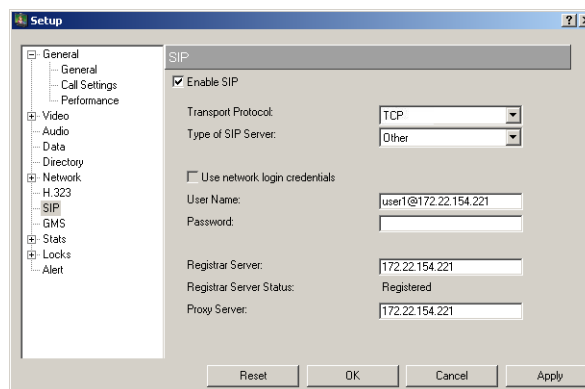 Setup
General
General
Call Settings
Performance
Video
Audio
Data
Directory
Network
H.323
SIP
GMS
Stats
Locks
Alert
SIP
Enable SIP
Transport Protocol: TCP
Type of SIP Server: Other
Use network login credentials
User Name: user1@172.22.154.221
Password:
Registrar Server: 172.22.154.221
Registrar Server Status: Registered
Proxy Server: 172.22.154.221
Reset OK Cancel Apply